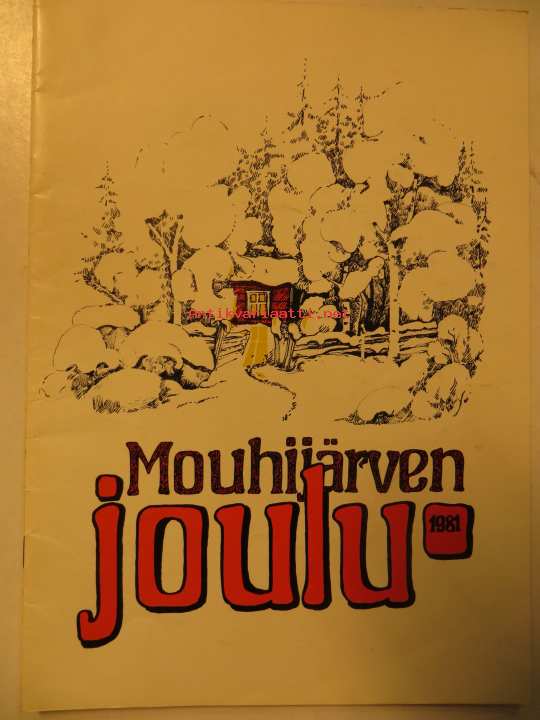 antikvariaatti.net
Mouhijärven
joulu
1981